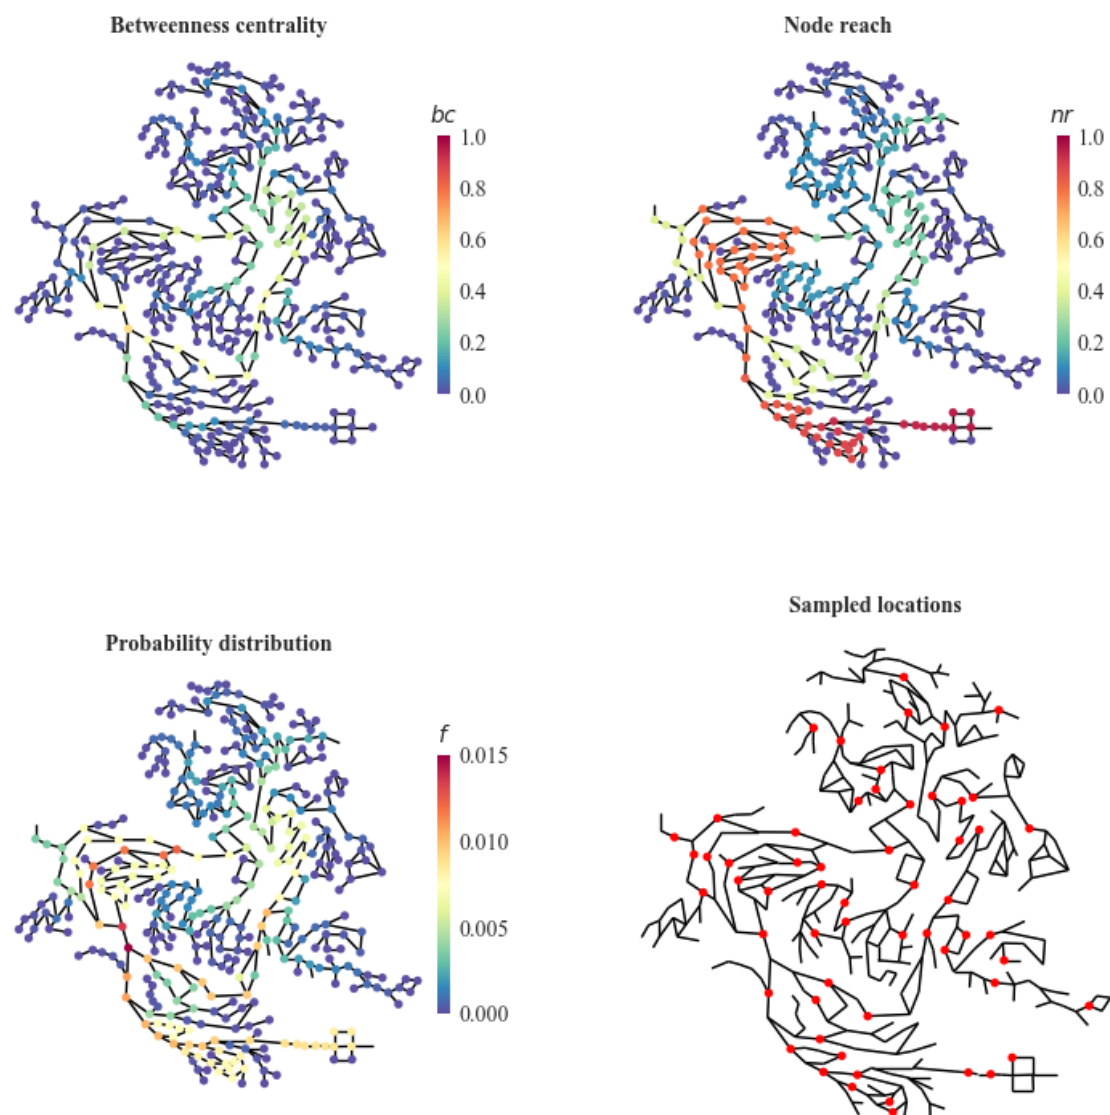 Betweenness centrality
Node reach
bc
1.0
0.8
0.6
0.4
0.2
0.0
nr
1.0
0.8
0.6
0.4
0.2
0.0
Sampled locations
Probability distribution
f
0.015
0.010
0.005
0.000